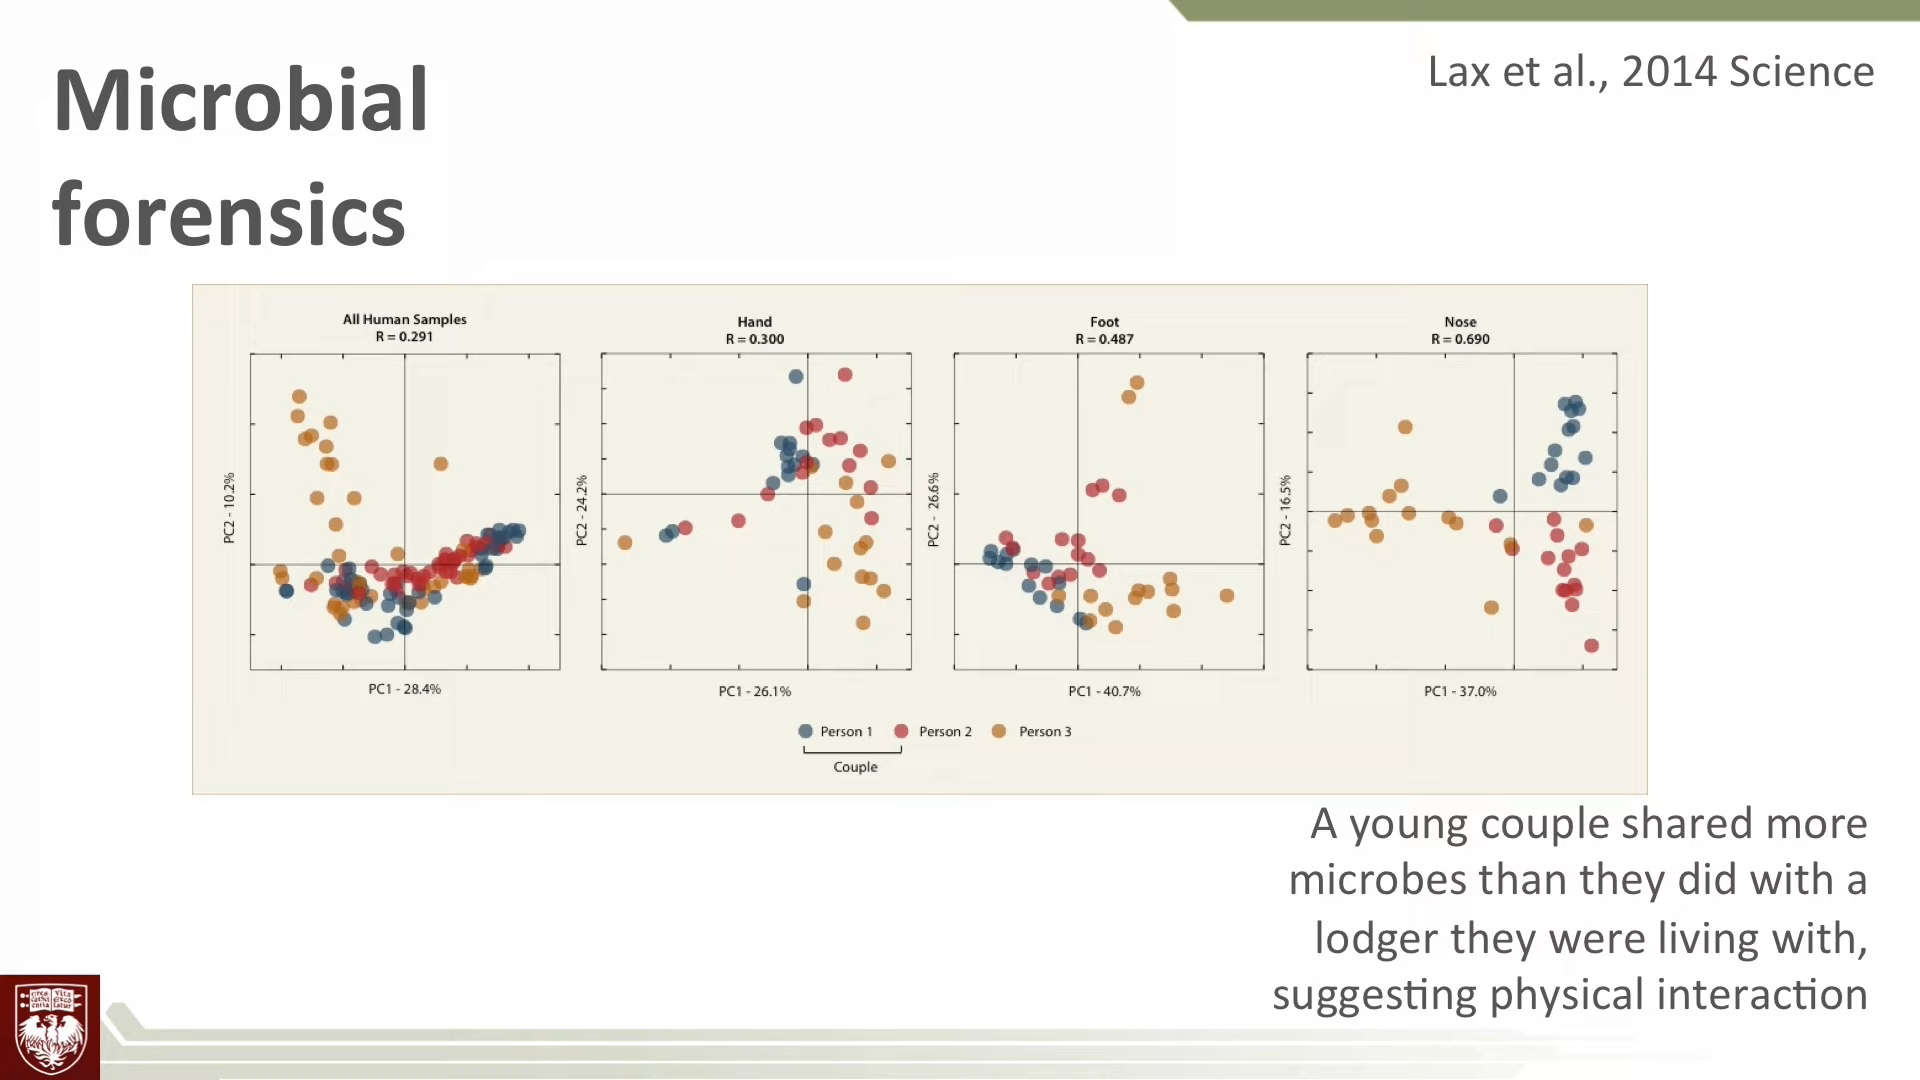 Microbial
forensics
Lax et al., 2014 Science
All Human Samples
R = 0.291
PC2 - 10.2%
PC1 - 28.4%
Hand
R = 0.300
PC2 - 24.2%
PC1 - 26.1%
Foot
R = 0.487
PC2 - 26.6%
PC1 - 40.7%
Nose
R = 0.690
PC2 - 16.5%
PC1 - 37.0%
Person 1 Person 2 Person 3
Couple
A young couple shared more
microbes than they did with a
lodger they were living with,
suggesting physical interaction